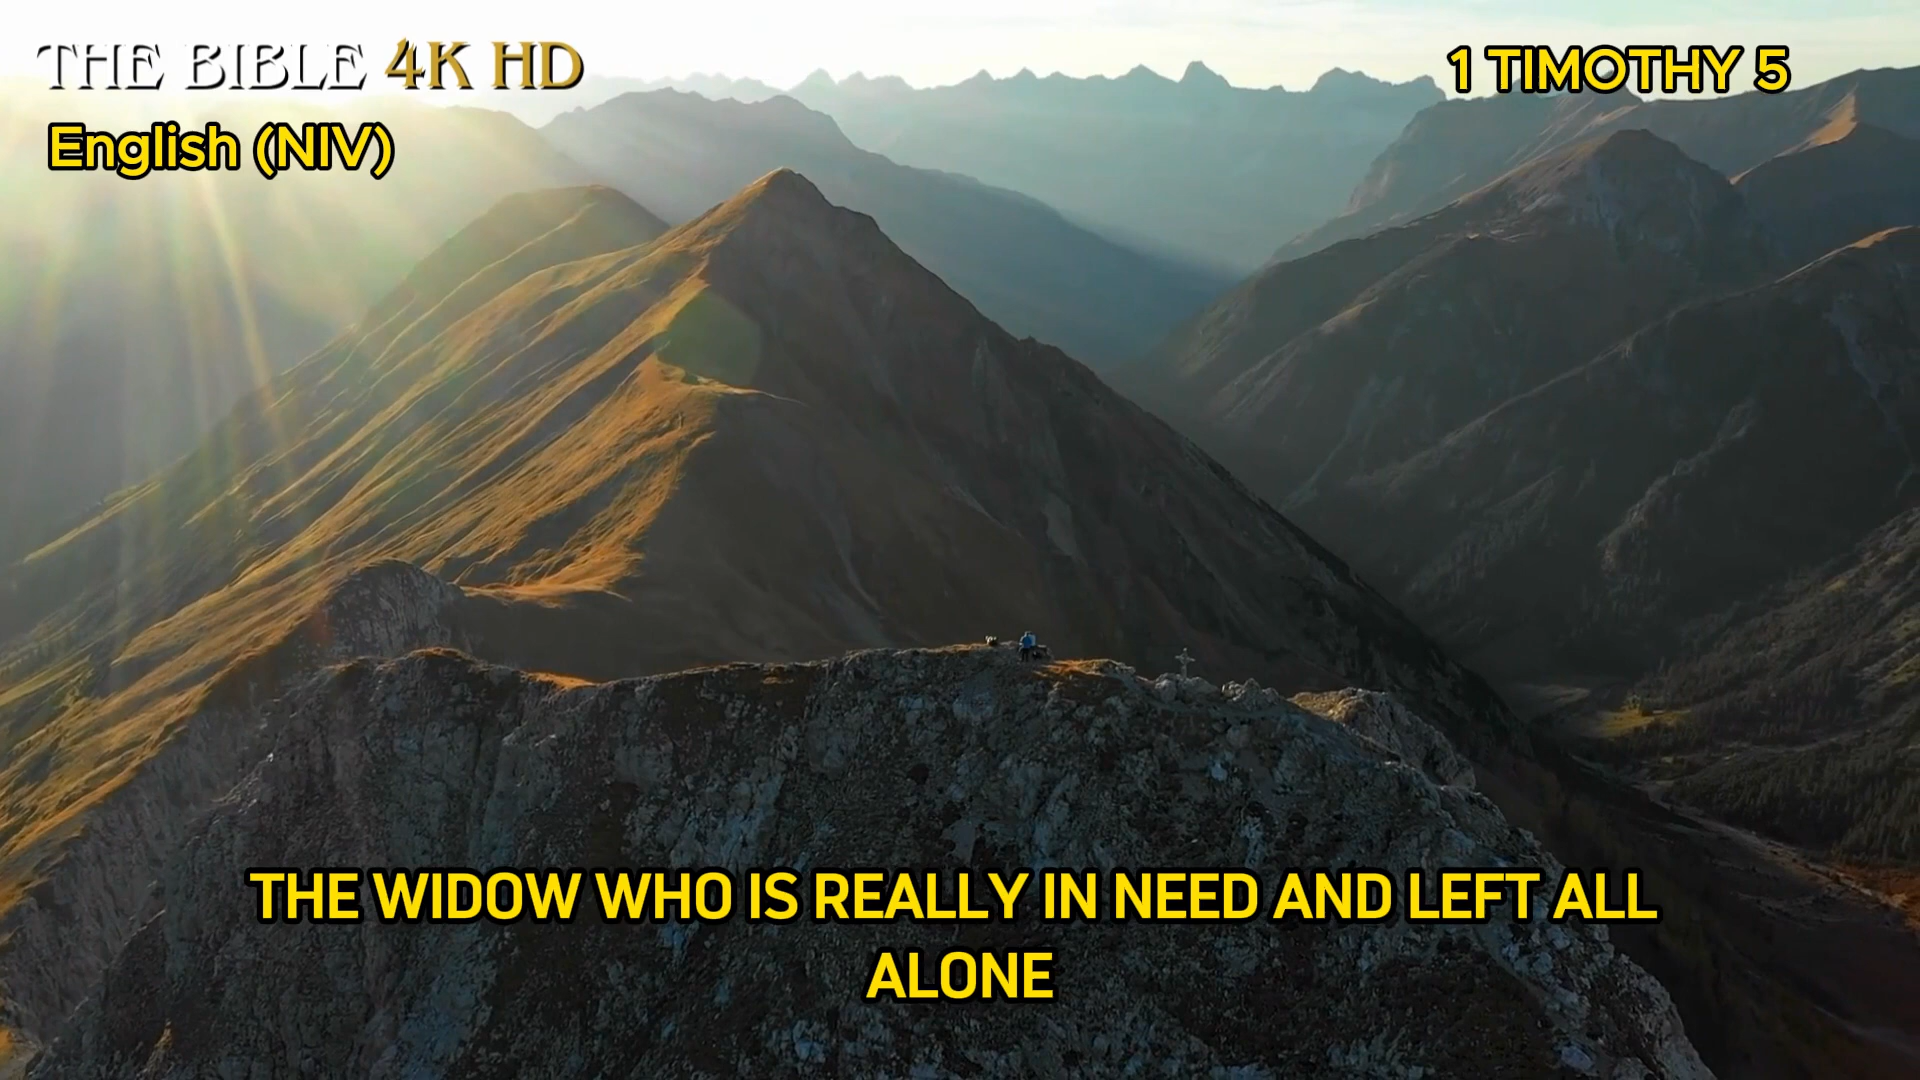 THE BIBLE 4K HD
1 TIMOTHY 5
English (NIV)
THE WIDOW WHO IS REALLY IN NEED AND LEFT ALL
ALONE